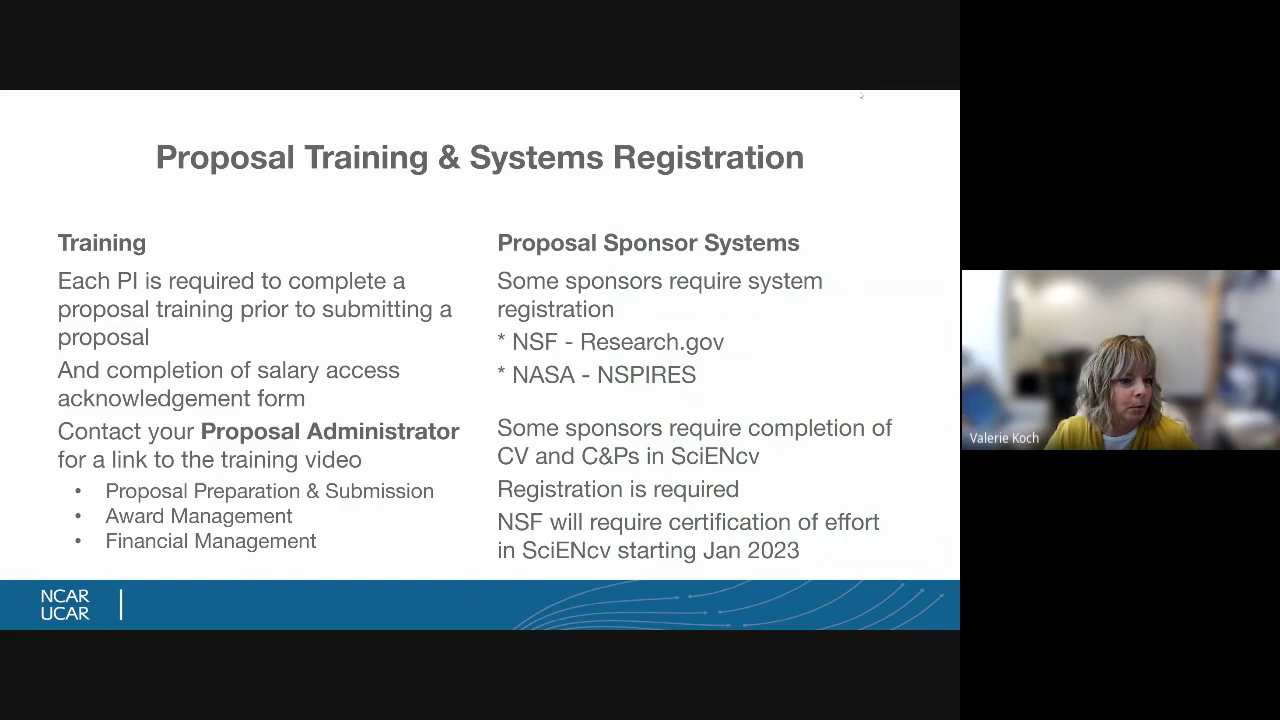 Proposal Training & Systems Registration
Training
Each PI is required to complete a
proposal training prior to submitting a
proposal
And completion of salary access
acknowledgement form
Contact your Proposal Administrator
for a link to the training video
• Proposal Preparation & Submission
• Award Management
• Financial Management
Proposal Sponsor Systems
Some sponsors require system
registration
* NSF - Research.gov
* NASA - NSPIRES
Some sponsors require completion of
CV and C&Ps in SciENcv
Registration is required
NSF will require certification of effort
in SciENcv starting Jan 2023
NCAR
UCAR
Valerie Koch